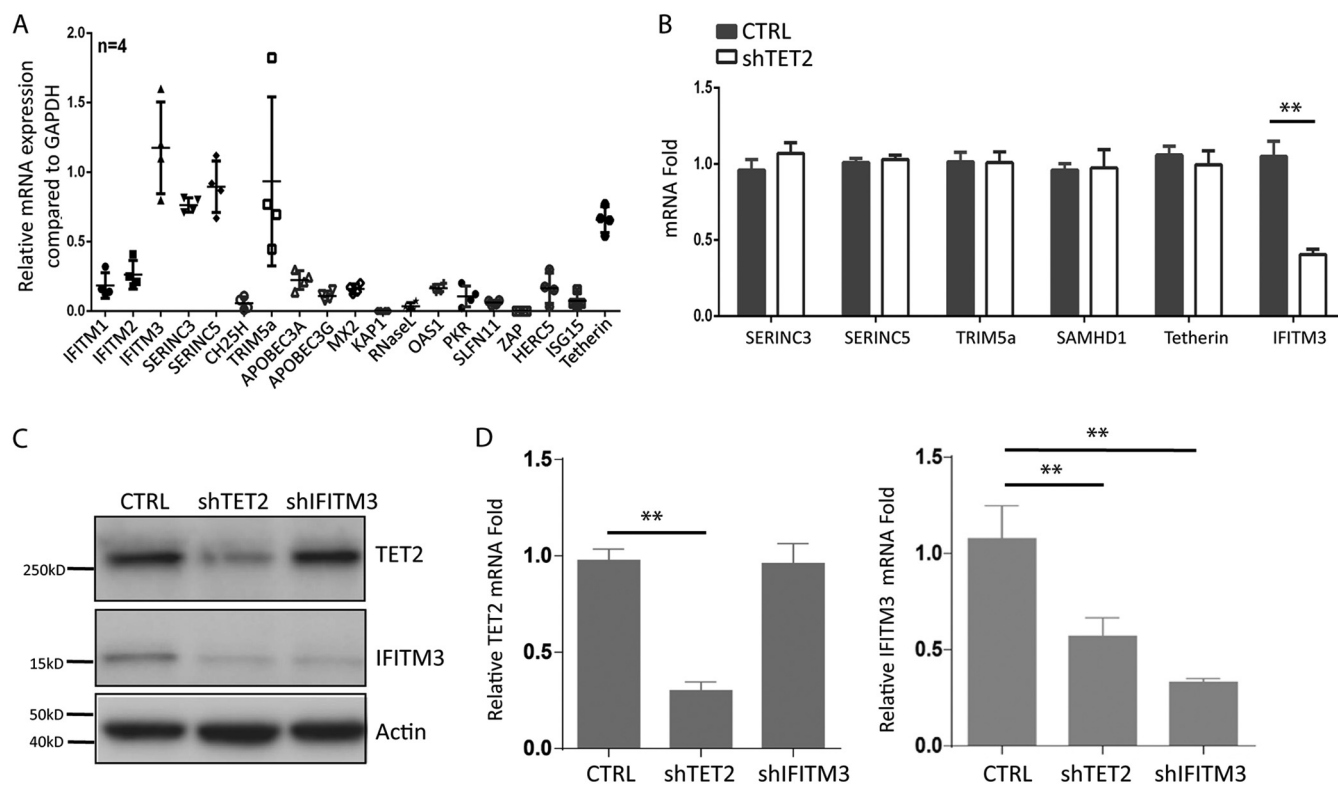 A
Relative mRNA expression
compared to GAPDH
2.0
1.5
1.0
0.5
0.0
n=4
IFITM1
IFITM2
IFITM3
SERINC3
SERINC5
CH25H
TRIM5a
APOBEC3A
APOBEC3G
MX2
KAP1
RNaseL
OAS1
PKR
SLFN11
ZAP
HERC5
ISG15
Tetherin
B
CTRL
shTET2
mRNA Fold
1.5
1.0
0.5
0.0
**
SERINC3 SERINC5 TRIM5a SAMHD1 Tetherin IFITM3
C
CTRL shTET2 shIFITM3
250kD TET2
15kD IFITM3
50kD
40kD
Actin
D
Relative TET2 mRNA Fold
1.5
1.0
0.5
0.0
**
CTRL shTET2 shIFITM3
Relative IFITM3 mRNA Fold
1.5
1.0
0.5
0.0
**
**
CTRL shTET2 shIFITM3